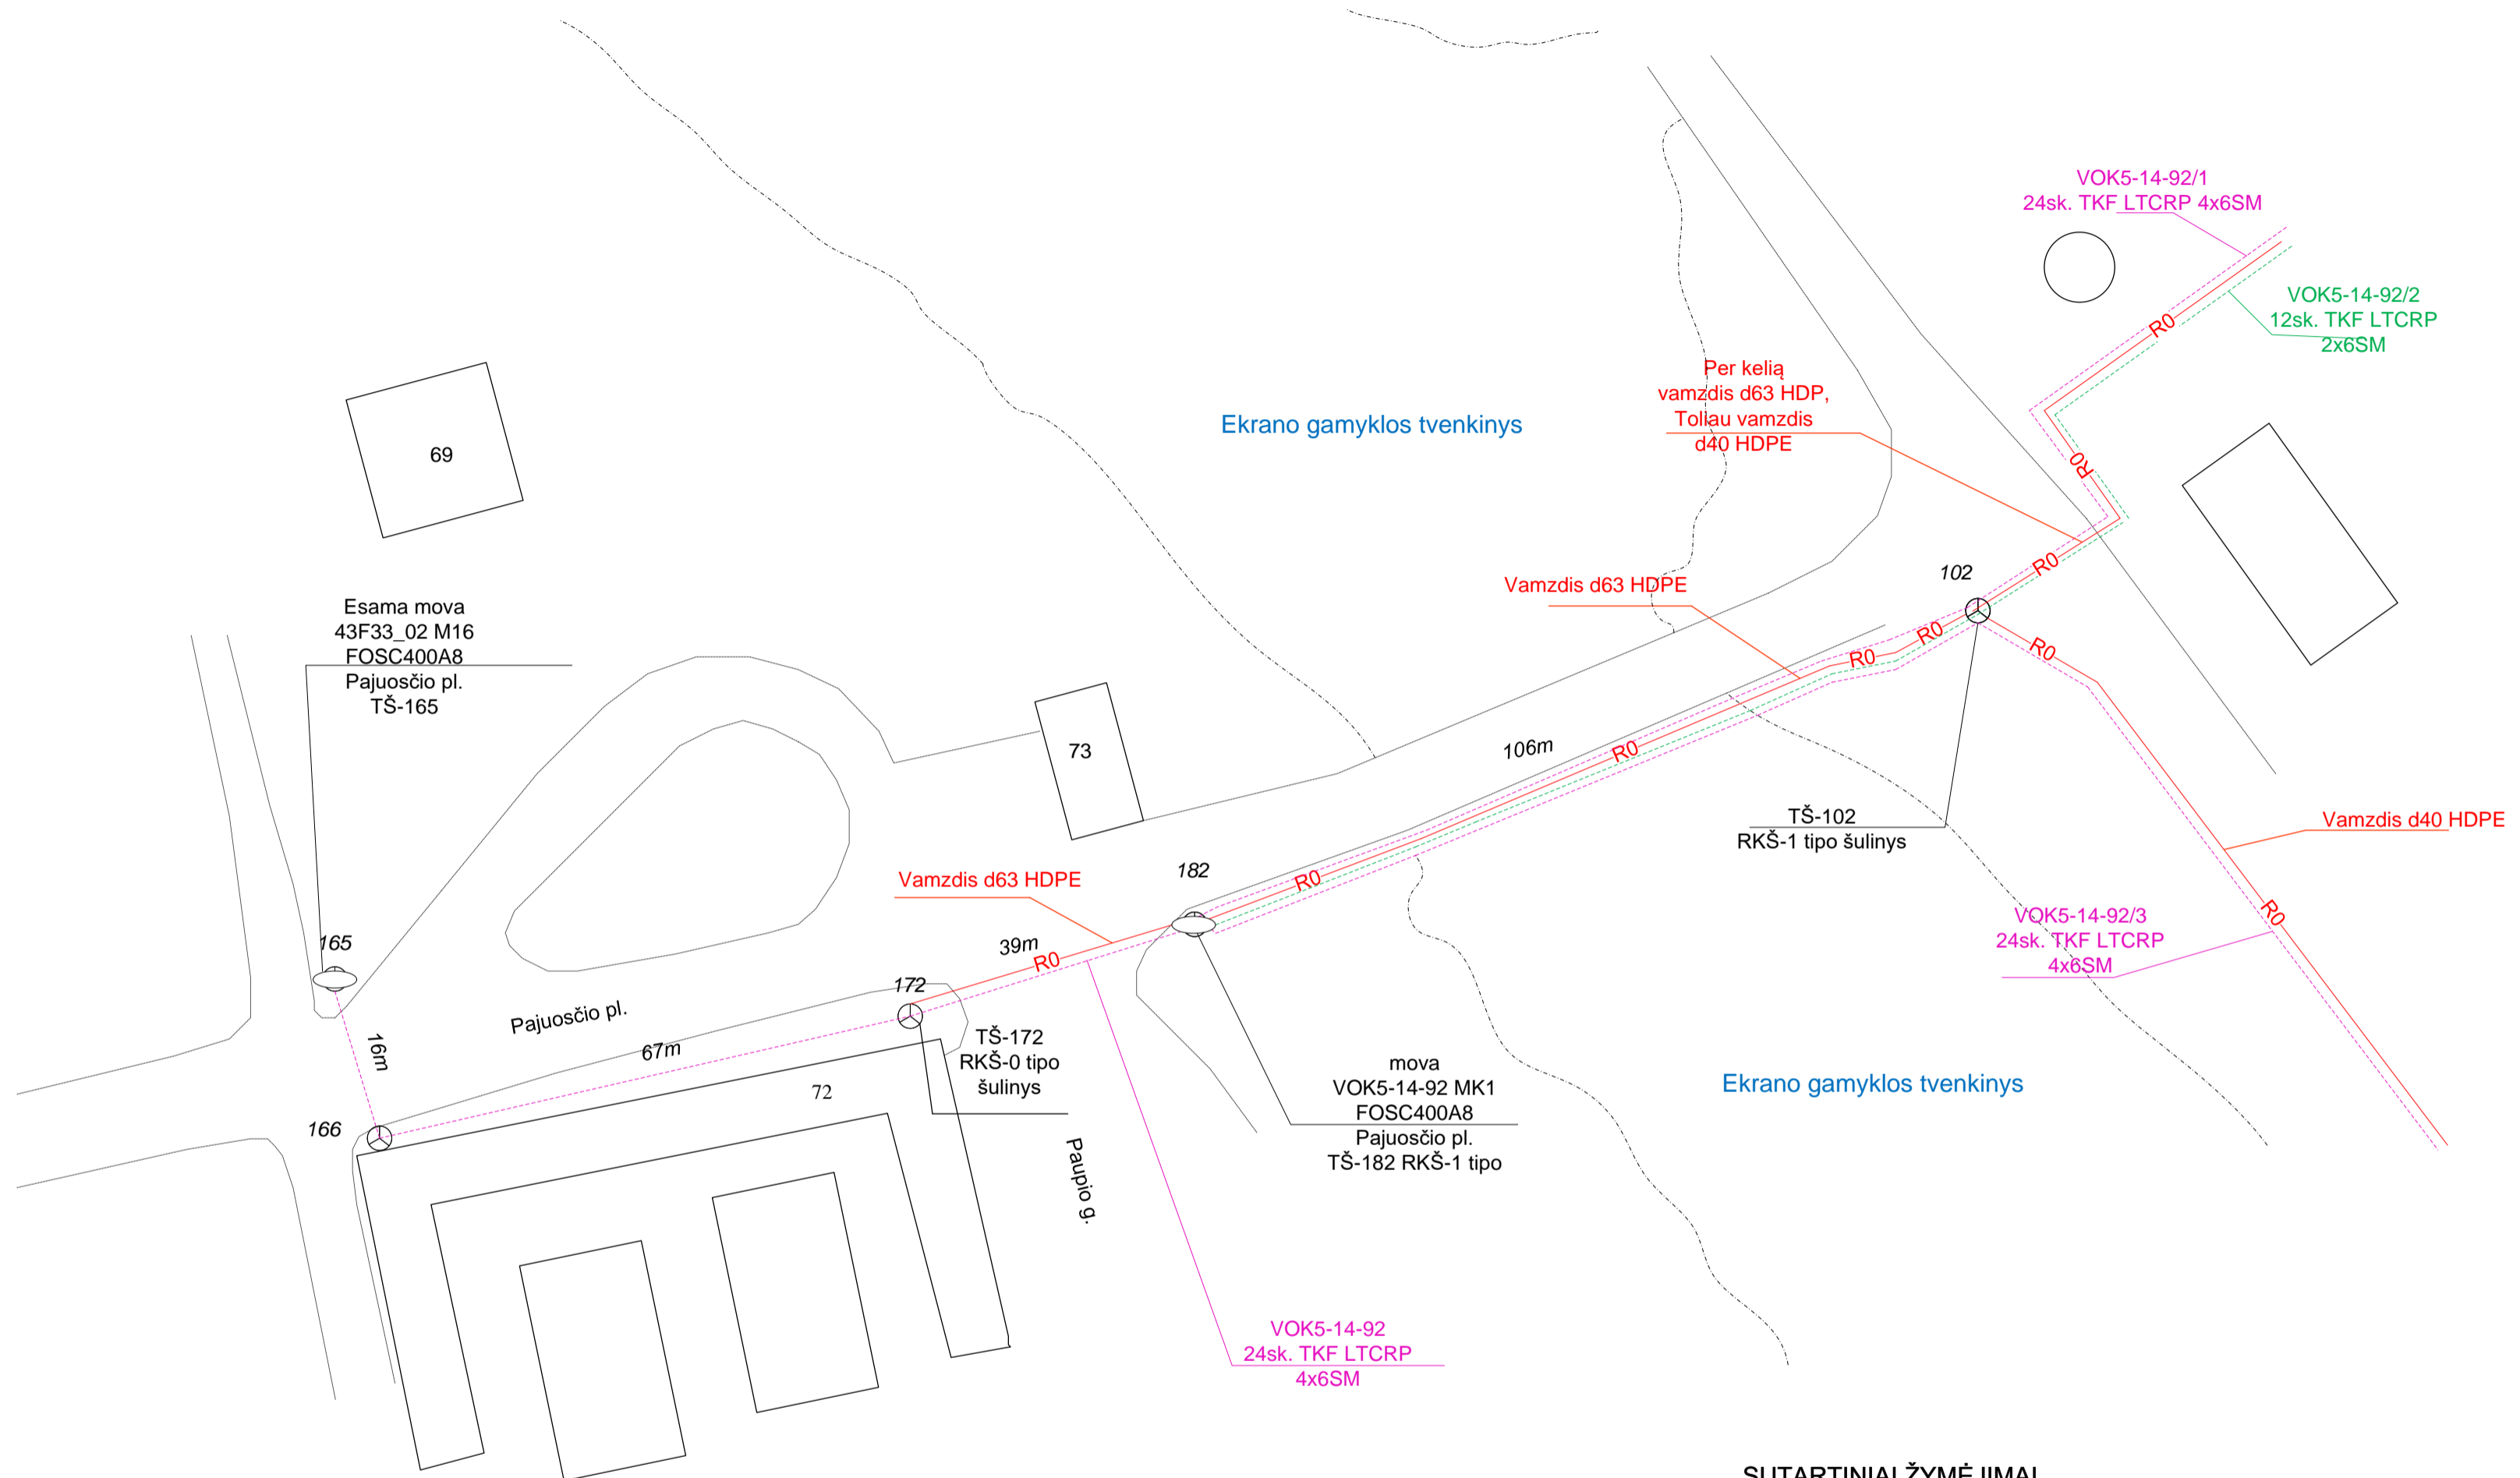 VOK5-14-92/1
24sk. TKF LTCRP 4x6SM
VOK5-14-92/2
12sk. TKF LTCRP
2x6SM
R0
Per kelią
vamzdis d63 HDP,
Toliau vamzdis
d40 HDPE
Ekrano gamyklos tvenkinys
69
R0
R0
102
Vamzdis d63 HDPE
Esama mova
43F33_02 M16
FOSC400A8
Pajuosčio pl.
TŠ-165
R0
R0
R0
73
106m
R0
TŠ-102
RKŠ-1 tipo šulinys
Vamzdis d40 HDPE
182
Vamzdis d63 HDPE
R0
VOK5-14-92/3
24sk. TKF LTCRP
4x6SM
R0
165
39m
R0
172
Pajuosčio pl.
16m
67m
TŠ-172
RKŠ-0 tipo
šulinys
72
mova
VOK5-14-92 MK1
FOSC400A8
Pajuosčio pl.
TŠ-182 RKŠ-1 tipo
Ekrano gamyklos tvenkinys
166
Paupio g.
VOK5-14-92
24sk. TKF LTCRP
4x6SM
SUTARTINIAI ŽYMĖJIMAI